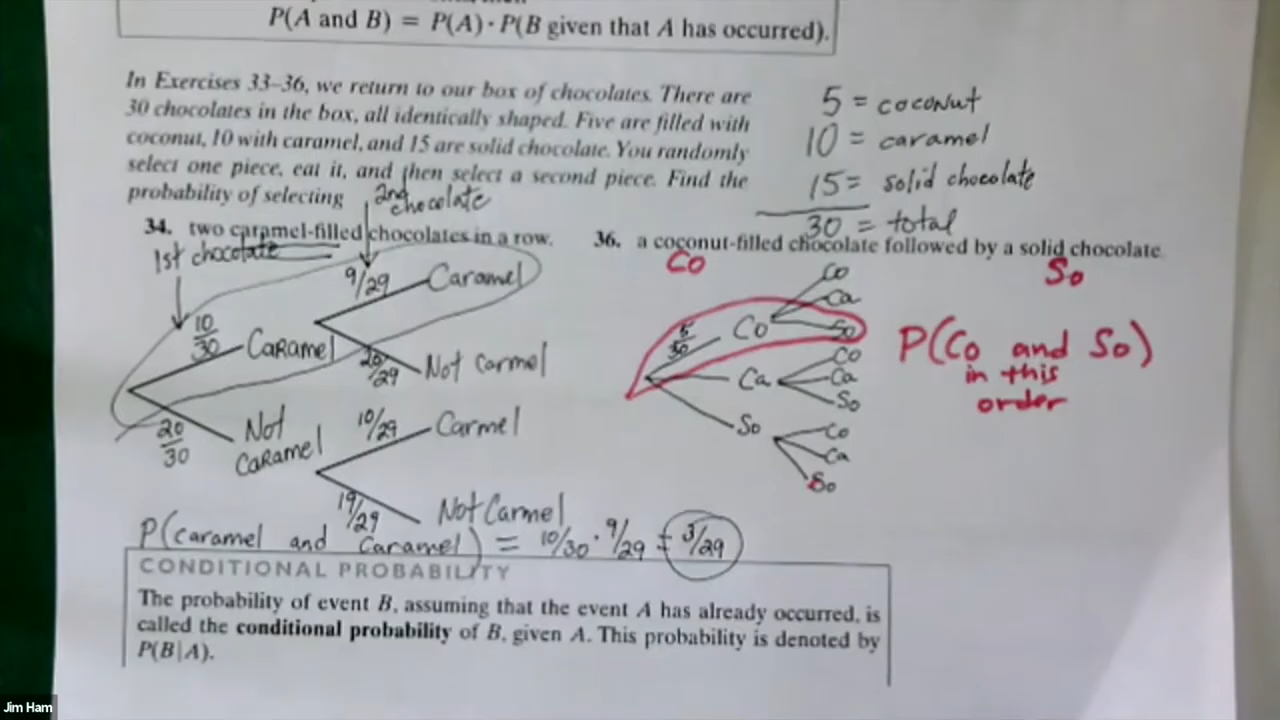 P(A and B) = P(A) · P(B given that A has occurred).
In Exercises 33–36, we return to our box of chocolates. There are
30 chocolates in the box, all identically shaped. Five are filled with
coconut, 10 with caramel, and 15 are solid chocolate. You randomly
select one piece, eat it, and then select a second piece. Find the
probability of selecting
5 = coconut
10 = caramel
15 = solid chocolate
30 = total
2nd chocolate
34. two caramel-filled chocolates in a row.
1st chocolate
9/29
Caramel
10/30
Caramel
20/29
Not carmel
20/30
Not Caramel
10/29
Carmel
19/29
Not Carmel
P(caramel and Caramel) = 10/30 · 9/29 = 3/29
36. a coconut-filled chocolate followed by a solid chocolate.
Co
So
5/30
Co
Co
Ca
So
Ca
Co
Ca
So
So
Co
Ca
So
P(Co and So)
in this
order
CONDITIONAL PROBABILITY
The probability of event B, assuming that the event A has already occurred, is
called the conditional probability of B, given A. This probability is denoted by
P(B|A).
Jim Ham